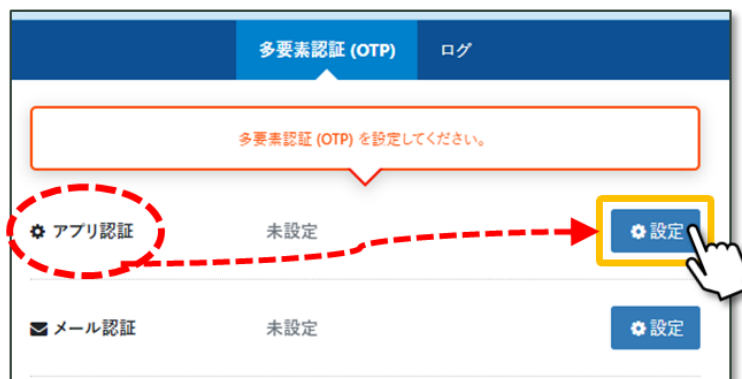 多要素認証 (OTP) ログ
多要素認証 (OTP) を設定してください。
アプリ認証 未設定 設定
メール認証 未設定 設定